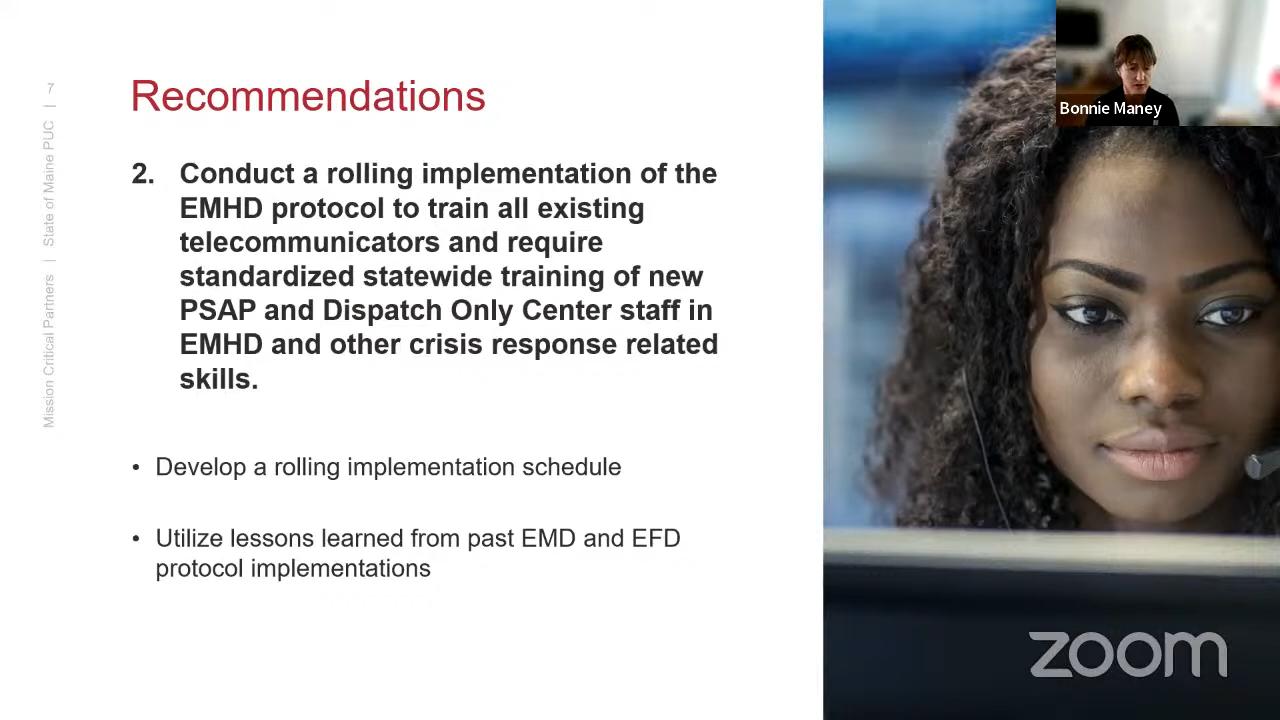 Recommendations
2. Conduct a rolling implementation of the
EMHD protocol to train all existing
telecommunicators and require
standardized statewide training of new
PSAP and Dispatch Only Center staff in
EMHD and other crisis response related
skills.
• Develop a rolling implementation schedule
• Utilize lessons learned from past EMD and EFD
protocol implementations
Mission Critical Partners | State of Maine PUC | 7
Bonnie Maney
zoom